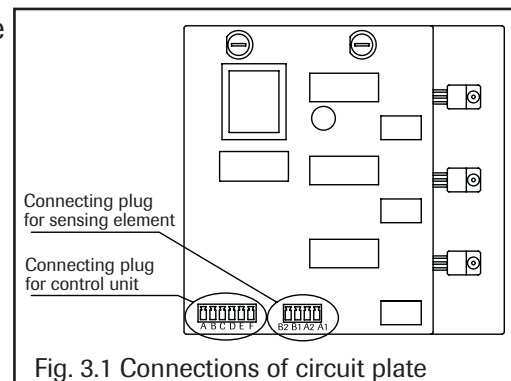 e
Connecting plug
for sensing element
Connecting plug
for control unit
A B C D E F
B2 B1 A2 A1
Fig. 3.1 Connections of circuit plate